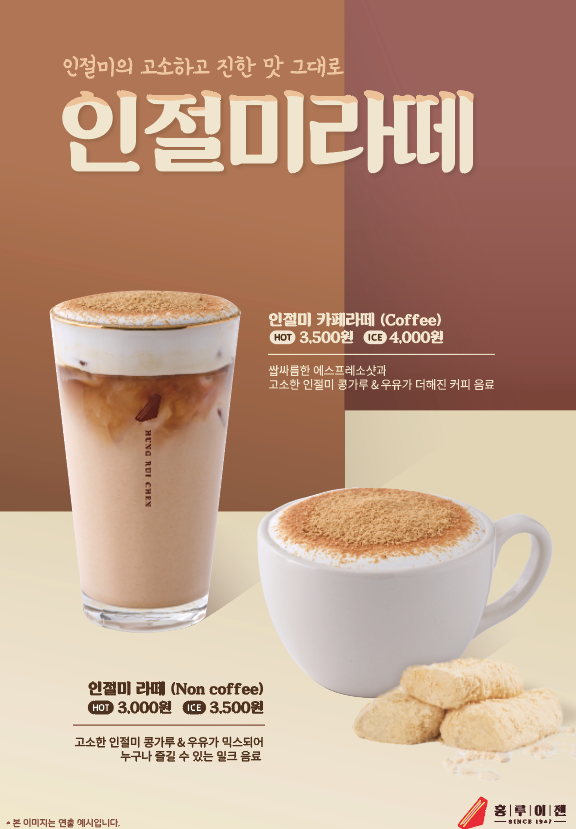 인절미의 고소하고 진한 맛 그대로
인절미라떼
인절미 카페라떼 (Coffee)
HOT 3,500원 ICE 4,000원
쌉싸름한 에스프레소샷과
고소한 인절미 콩가루 & 우유가 더해진 커피 음료
HUNG RUI CHEN
인절미 라떼 (Non coffee)
HOT 3,000원 ICE 3,500원
고소한 인절미 콩가루 & 우유가 믹스되어
누구나 즐길 수 있는 밀크 음료
* 본 이미지는 연출 예시입니다.
홍|루|이|젠
SINCE 1947